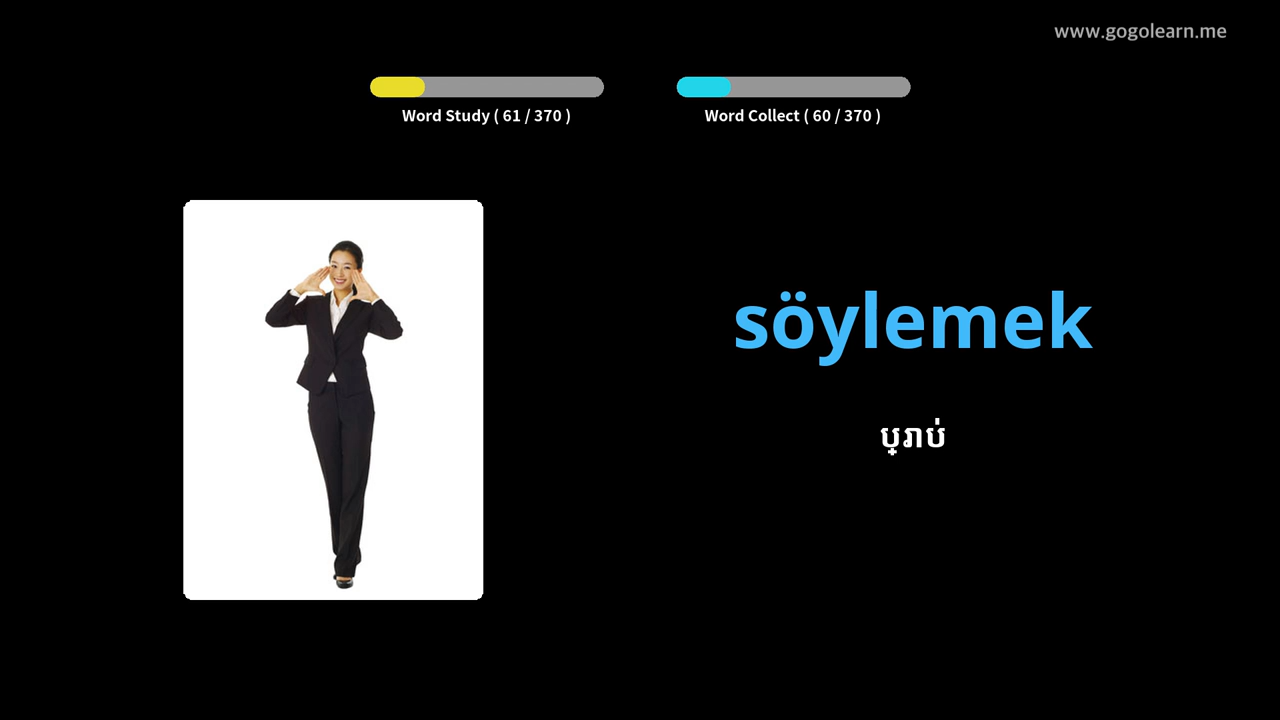 www.gogolearn.me
Word Study ( 61 / 370 )
Word Collect ( 60 / 370 )
söylemek
ប្រាប់